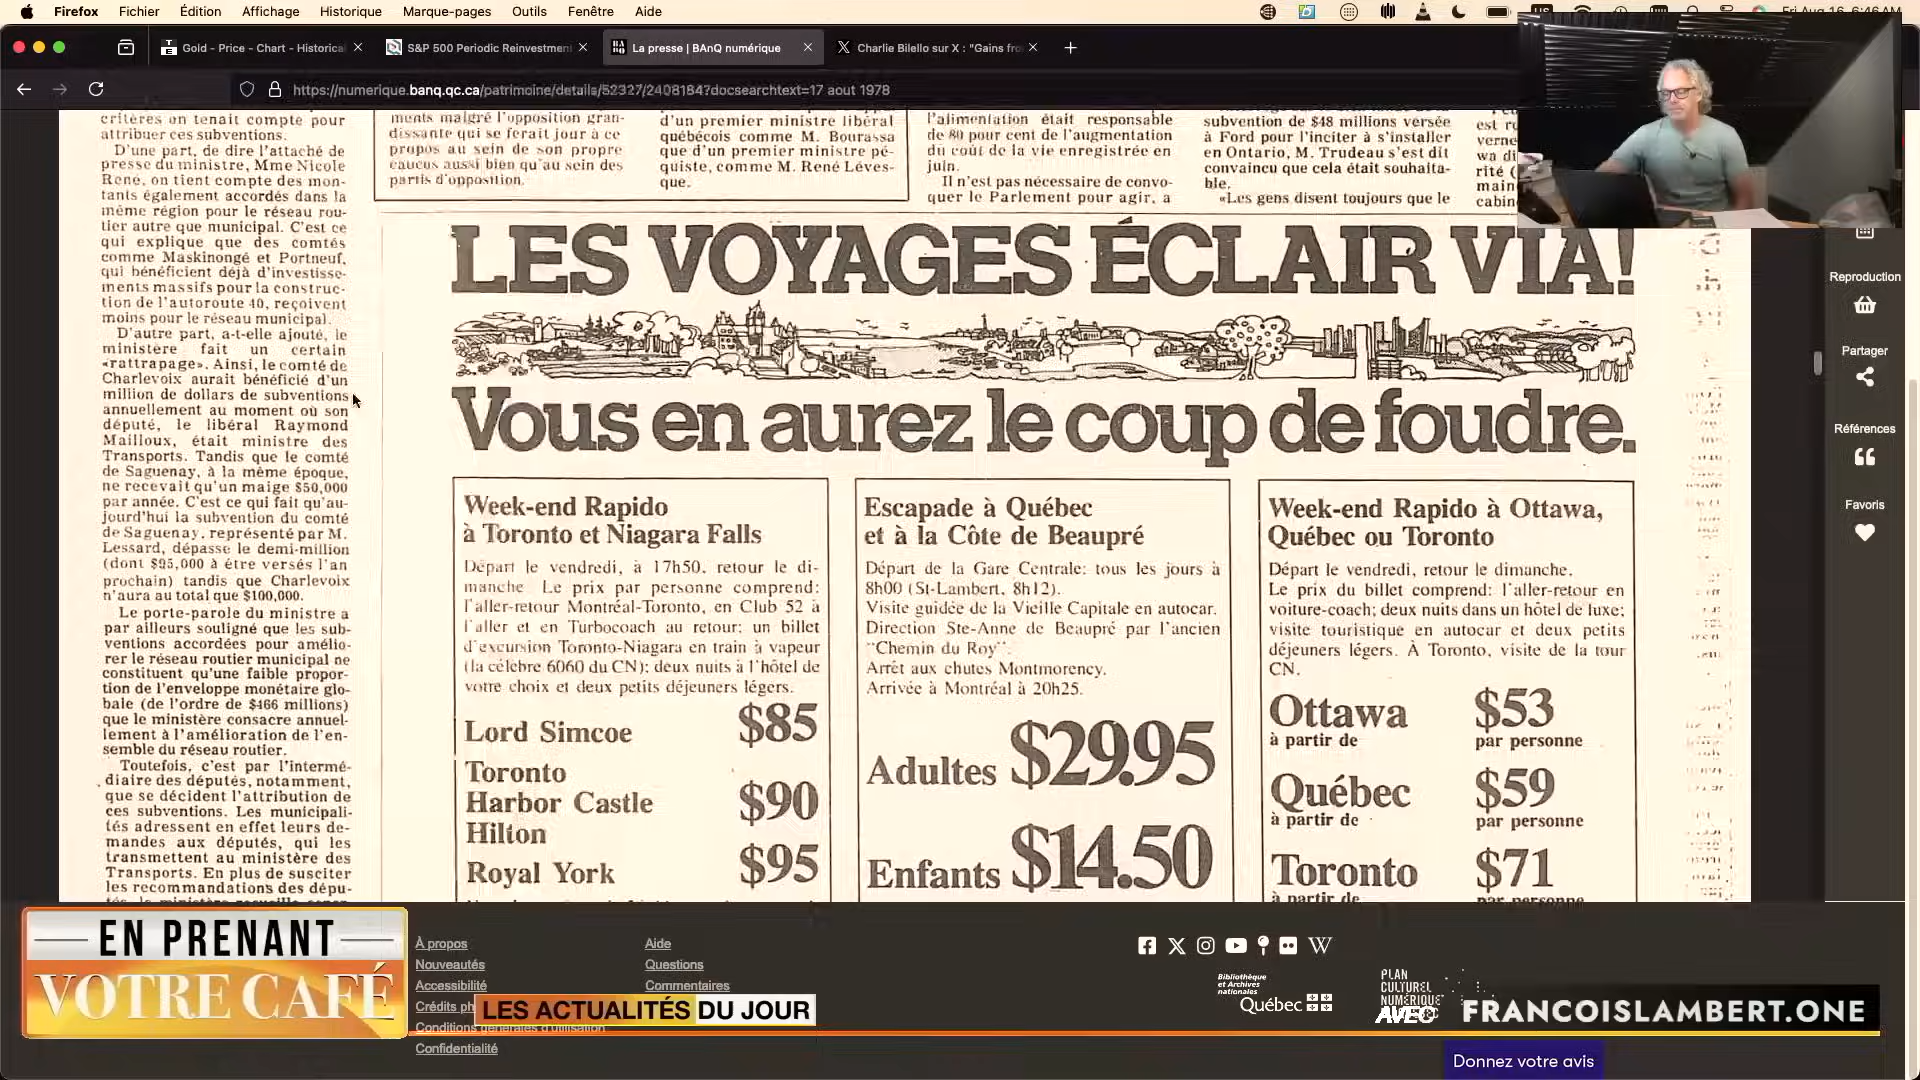 Firefox Fichier Édition Affichage Historique Marque-pages Outils Fenêtre Aide
Gold - Price - Chart - Historical
S&P 500 Periodic Reinvestment
La presse | BAnQ numérique
Charlie Bilello sur X : "Gains fro
https://numerique.banq.qc.ca/patrimoine/details/52327/2408184?docsearchtext=17 aout 1978
critères on tenait compte pour
attribuer ces subventions.
D'une part, de dire l'attaché de
presse du ministre, Mme Nicole
René, on tient compte des mon-
tants également accordés dans la
même région pour le réseau rou-
tier autre que municipal. C'est ce
qui explique que des comtés
comme Maskinongé et Portneuf,
qui bénéficient déjà d'investisse-
ments massifs pour la construc-
tion de l'autoroute 40, reçoivent
moins pour le réseau municipal.
D'autre part, a-t-elle ajouté, le
ministère fait un certain
«rattrapage». Ainsi, le comté de
Charlevoix aurait bénéficié d'un
million de dollars de subventions
annuellement au moment où son
député, le libéral Raymond
Mailloux, était ministre des
Transports. Tandis que le comté
de Saguenay, à la même époque,
ne recevait qu'un maige $50,000
par année. C'est ce qui fait qu'au-
jourd'hui la subvention du comté
de Saguenay, représenté par M.
Lessard, dépasse le demi-million
(dont $95,000 à être versés l'an
prochain) tandis que Charlevoix
n'aura au total que $100,000.
Le porte-parole du ministre a
par ailleurs souligné que les sub-
ventions accordées pour amélio-
rer le réseau routier municipal ne
constituent qu'une faible propor-
tion de l'enveloppe monétaire glo-
bale (de l'ordre de $466 millions)
que le ministère consacre annuel-
lement à l'amélioration de l'en-
semble du réseau routier.
Toutefois, c'est par l'intermé-
diaire des députés, notamment,
que se décident l'attribution de
ces subventions. Les municipali-
tés adressent en effet leurs de-
mandes aux députés, qui les
transmettent au ministère des
Transports. En plus de susciter
les recommandations des dépu-
ments malgré l'opposition gran-
dissante qui se ferait jour à ce
propos au sein de son propre
caucus aussi bien qu'au sein des
partis d'opposition.
d'un premier ministre libéral
québécois comme M. Bourassa
que d'un premier ministre pé-
quiste, comme M. René Léves-
que.
l'alimentation était responsable
de 80 pour cent de l'augmentation
du coût de la vie enregistrée en
juin.
Il n'est pas nécessaire de convo-
quer le Parlement pour agir, a
subvention de $48 millions versée
à Ford pour l'inciter à s'installer
en Ontario, M. Trudeau s'est dit
convaincu que cela était souhaita-
ble.
«Les gens disent toujours que le
LES VOYAGES ÉCLAIR VIA!
Vous en aurez le coup de foudre.
Week-end Rapido
à Toronto et Niagara Falls
Départ le vendredi, à 17h50, retour le di-
manche Le prix par personne comprend:
l'aller-retour Montréal-Toronto, en Club 52 à
l'aller et en Turbocoach au retour; un billet
d'excursion Toronto-Niagara en train à vapeur
(la célèbre 6060 du CN); deux nuits à l'hôtel de
votre choix et deux petits déjeuners légers.
Lord Simcoe $85
Toronto
Harbor Castle $90
Hilton
Royal York $95
Escapade à Québec
et à la Côte de Beaupré
Départ de la Gare Centrale: tous les jours à
8h00 (St-Lambert, 8h12).
Visite guidée de la Vieille Capitale en autocar.
Direction Ste-Anne de Beaupré par l'ancien
"Chemin du Roy".
Arrêt aux chutes Montmorency.
Arrivée à Montréal à 20h25.
Adultes $29.95
Enfants $14.50
Week-end Rapido à Ottawa,
Québec ou Toronto
Départ le vendredi, retour le dimanche.
Le prix du billet comprend: l'aller-retour en
voiture-coach; deux nuits dans un hôtel de luxe;
visite touristique en autocar et deux petits
déjeuners légers. À Toronto, visite de la tour
CN.
Ottawa $53
à partir de par personne
Québec $59
à partir de par personne
Toronto $71
à partir de par personne
Reproduction
Partager
Références
Favoris
EN PRENANT
VOTRE CAFÉ
À propos
Nouveautés
Accessibilité
Crédits ph
Conditions générales d'utilisation
Confidentialité
Aide
Questions
Commentaires
LES ACTUALITÉS DU JOUR
Bibliothèque
et Archives
nationales
Québec
PLAN
CULTUREL
NUMÉRIQUE
AVEC
FRANCOISLAMBERT.ONE
Donnez votre avis